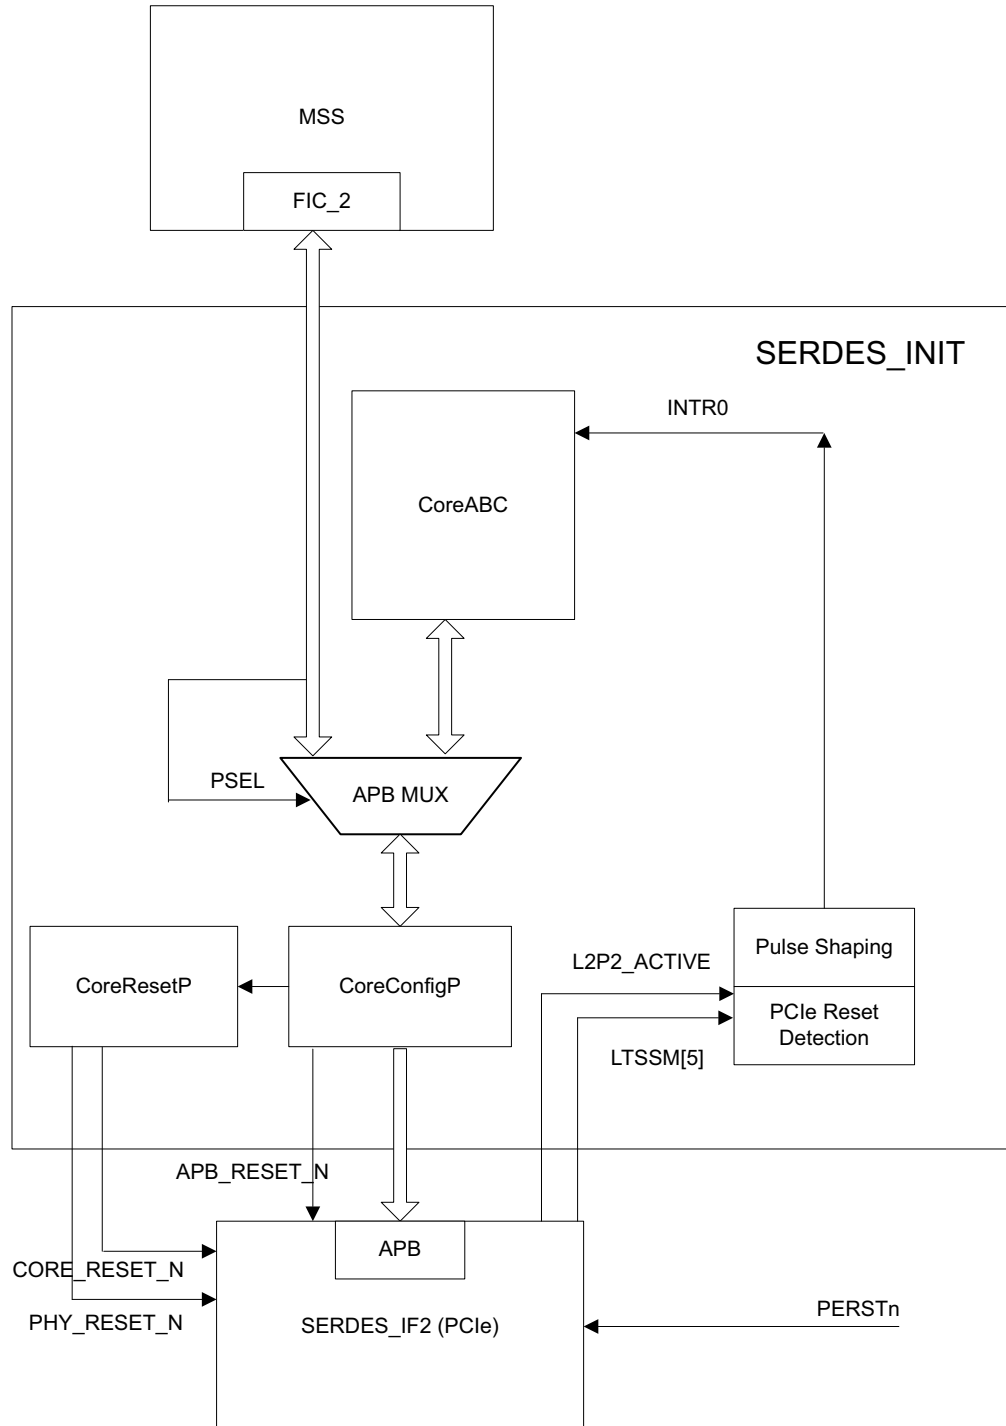 MSS
FIC_2
SERDES_INIT
INTR0
CoreABC
PSEL
APB MUX
Pulse Shaping
L2P2_ACTIVE
CoreResetP
CoreConfigP
PCIe Reset
Detection
LTSSM[5]
APB_RESET_N
APB
CORE_RESET_N
PERSTn
PHY_RESET_N
SERDES_IF2 (PCIe)